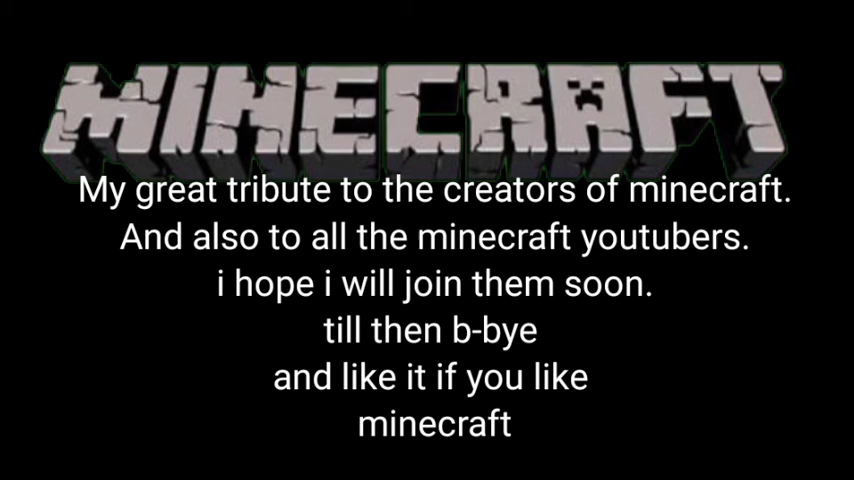 MINECRAFT
My great tribute to the creators of minecraft.
And also to all the minecraft youtubers.
i hope i will join them soon.
till then b-bye
and like it if you like
minecraft